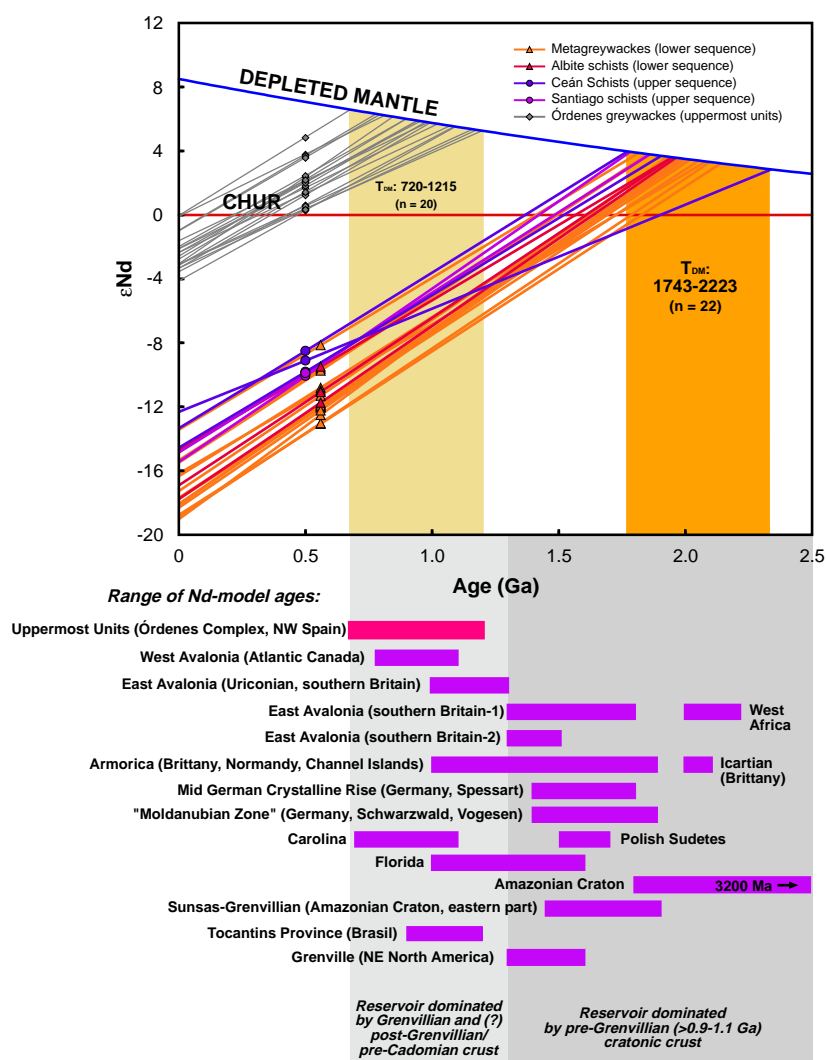 12
8
4
0
-4
-8
-12
-16
-20
εNd
DEPLETED MANTLE
CHUR
Metagreywackes (lower sequence)
Albite schists (lower sequence)
Ceán Schists (upper sequence)
Santiago schists (upper sequence)
Órdenes greywackes (uppermost units)
TDM: 720-1215
(n = 20)
TDM:
1743-2223
(n = 22)
0
0.5
1.0
1.5
2.0
2.5
Age (Ga)
Range of Nd-model ages:
Uppermost Units (Órdenes Complex, NW Spain)
West Avalonia (Atlantic Canada)
East Avalonia (Uriconian, southern Britain)
East Avalonia (southern Britain-1)
West
Africa
East Avalonia (southern Britain-2)
Armorica (Brittany, Normandy, Channel Islands)
Icartian
(Brittany)
Mid German Crystalline Rise (Germany, Spessart)
"Moldanubian Zone" (Germany, Schwarzwald, Vogesen)
Carolina
Polish Sudetes
Florida
Amazonian Craton
3200 Ma →
Sunsas-Grenvillian (Amazonian Craton, eastern part)
Tocantins Province (Brasil)
Grenville (NE North America)
Reservoir dominated
by Grenvillian and (?)
post-Grenvillian/
pre-Cadomian crust
Reservoir dominated
by pre-Grenvillian (>0.9-1.1 Ga)
cratonic crust